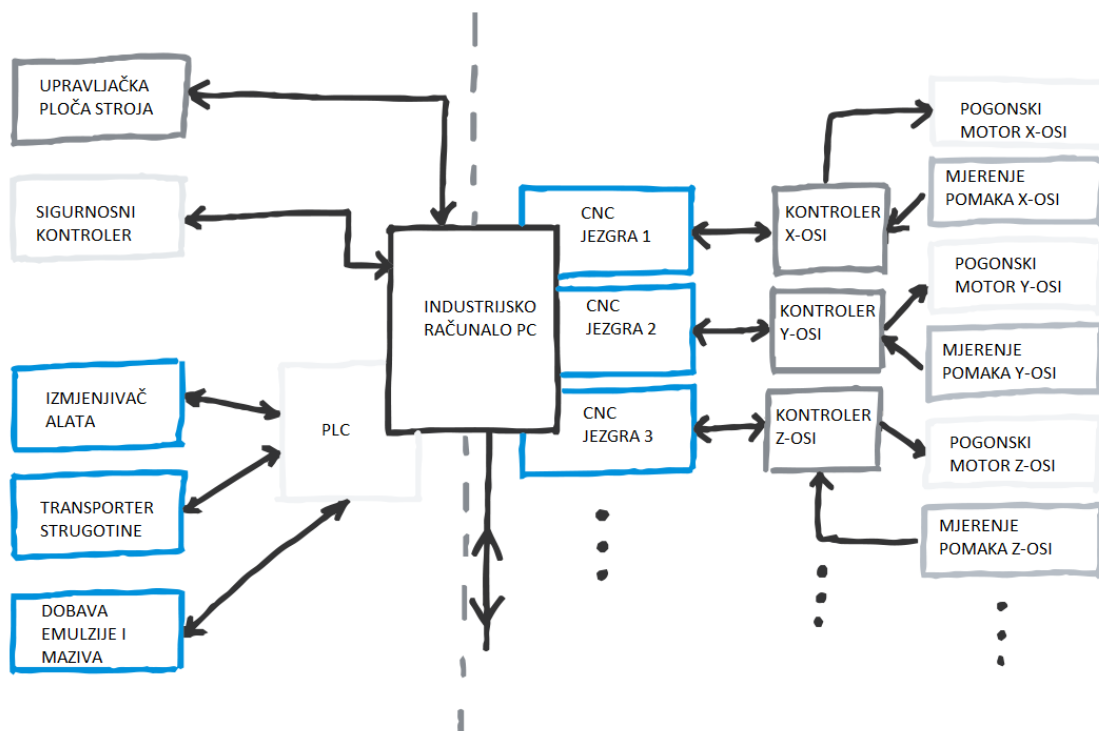 UPRAVLJAČKA
PLOČA STROJA
SIGURNOSNI
KONTROLER
IZMJENJIVAČ
ALATA
TRANSPORTER
STRUGOTINE
DOBAVA
EMULZIJE I
MAZIVA
PLC
INDUSTRIJSKO
RAČUNALO PC
CNC
JEZGRA 1
CNC
JEZGRA 2
CNC
JEZGRA 3
KONTROLER
X-OSI
KONTROLER
Y-OSI
KONTROLER
Z-OSI
POGONSKI
MOTOR X-OSI
MJERENJE
POMAKA X-OSI
POGONSKI
MOTOR Y-OSI
MJERENJE
POMAKA Y-OSI
POGONSKI
MOTOR Z-OSI
MJERENJE
POMAKA Z-OSI